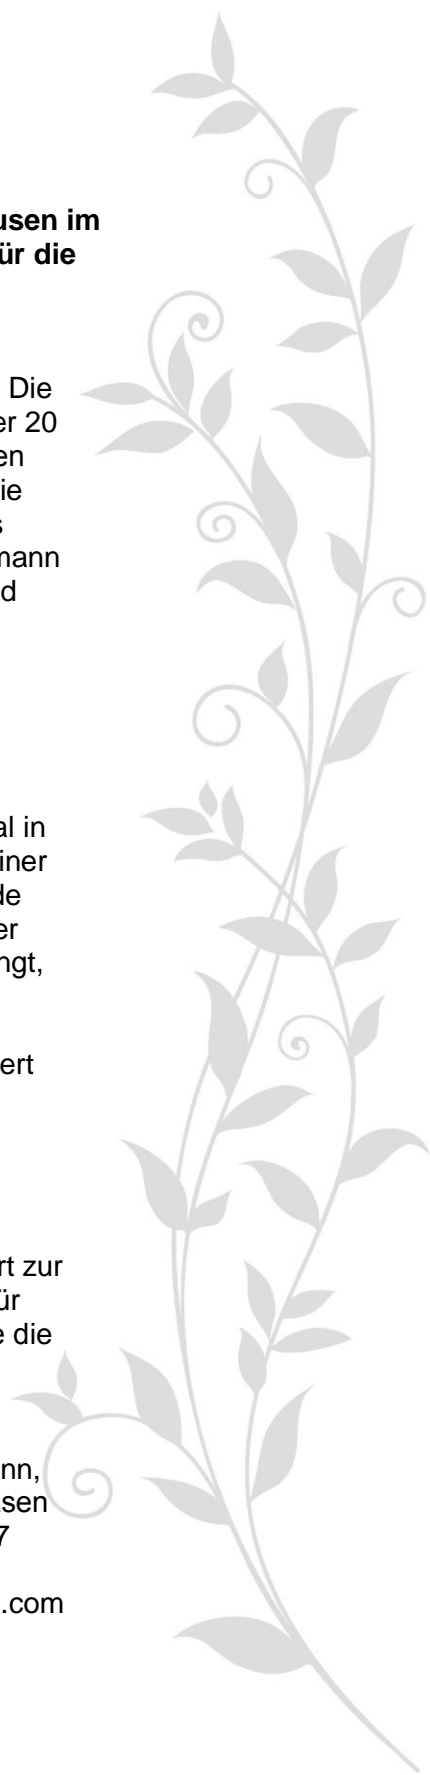 usen im
ür die
Die
er 20
en
ie
s
mann
d
al in
iner
de
er
ngt,
ert
rt zur
ür
e die
nn,
sen
7
.com